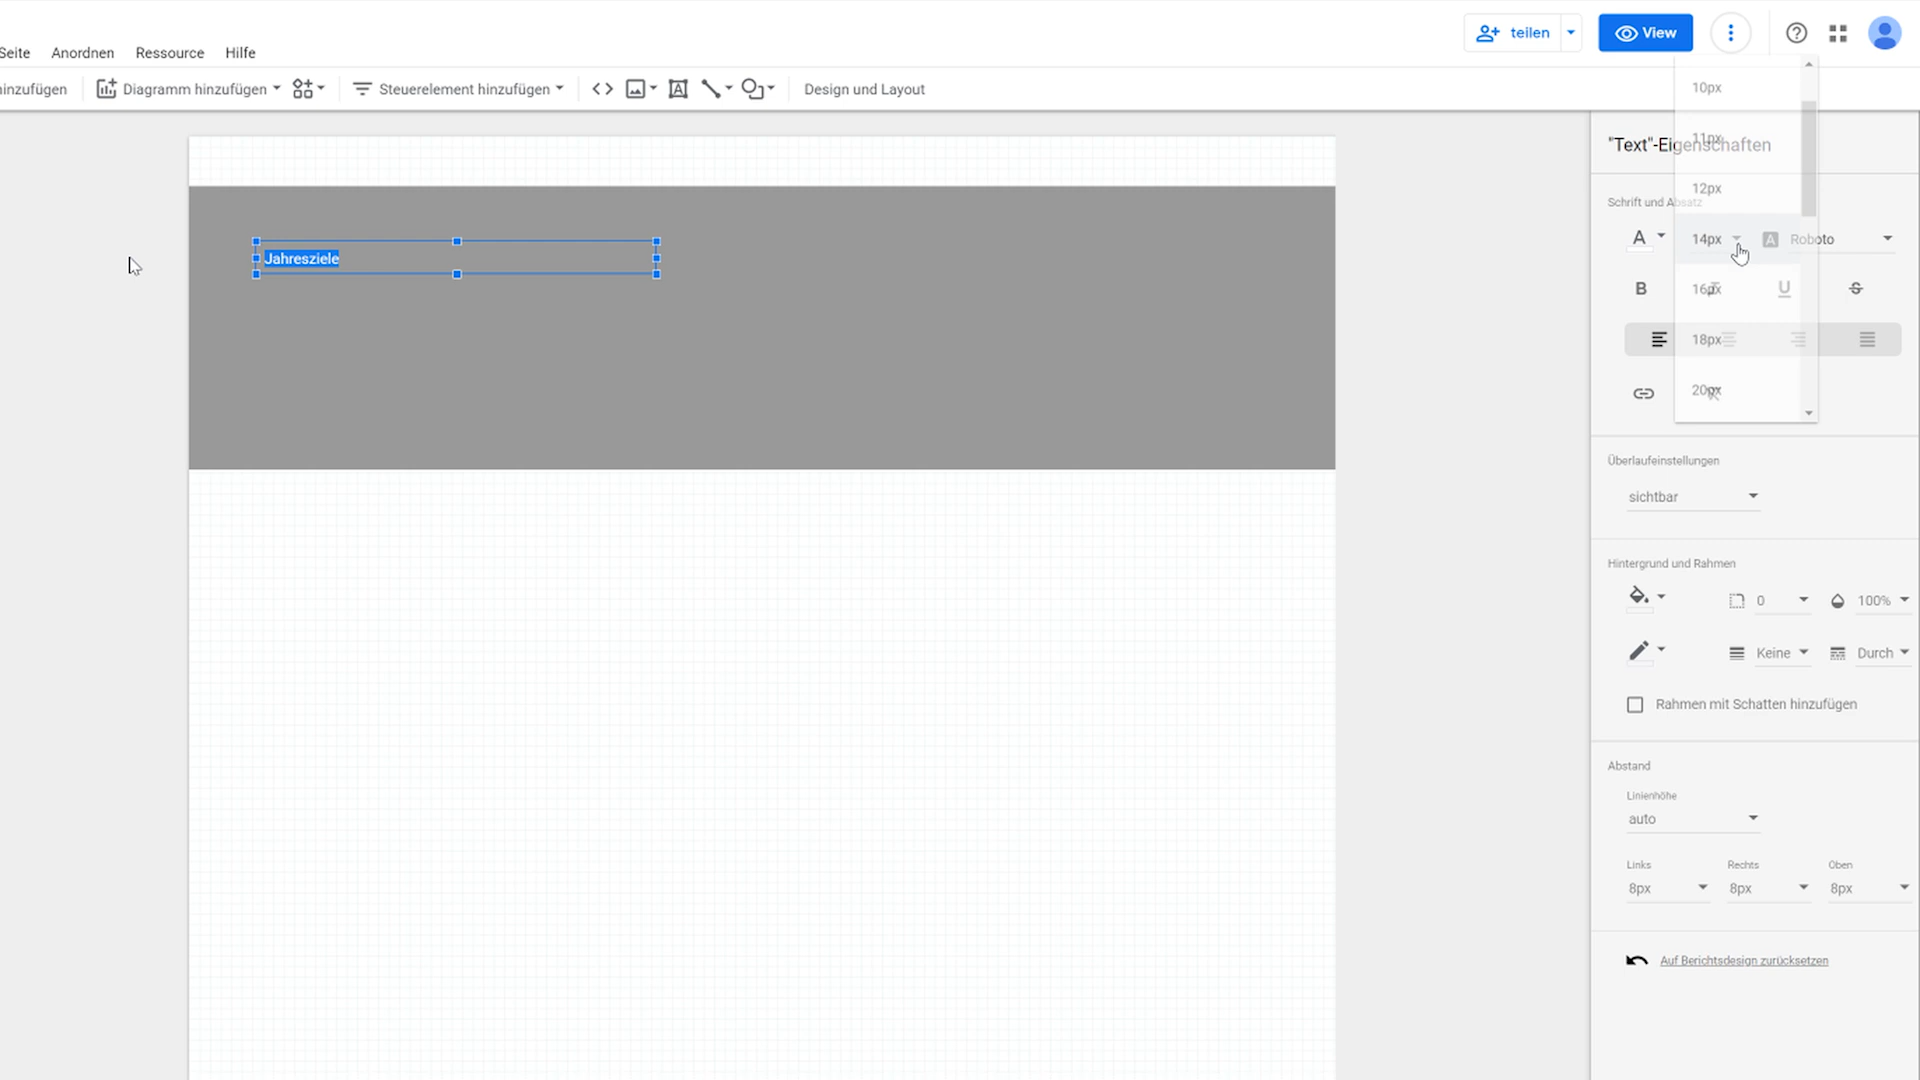 teilen
View
Seite Anordnen Ressource Hilfe
hinzufügen Diagramm hinzufügen Steuerelement hinzufügen Design und Layout
Jahresziele
"Text"-Eigenschaften
Schrift und Absatz
10px
11px
12px
14px
16px
18px
20px
A Roboto
B U S
Überlaufeinstellungen
sichtbar
Hintergrund und Rahmen
0 100%
Keine Durch
Rahmen mit Schatten hinzufügen
Abstand
Linienhöhe
auto
Links Rechts Oben
8px 8px 8px
Auf Berichtsdesign zurücksetzen